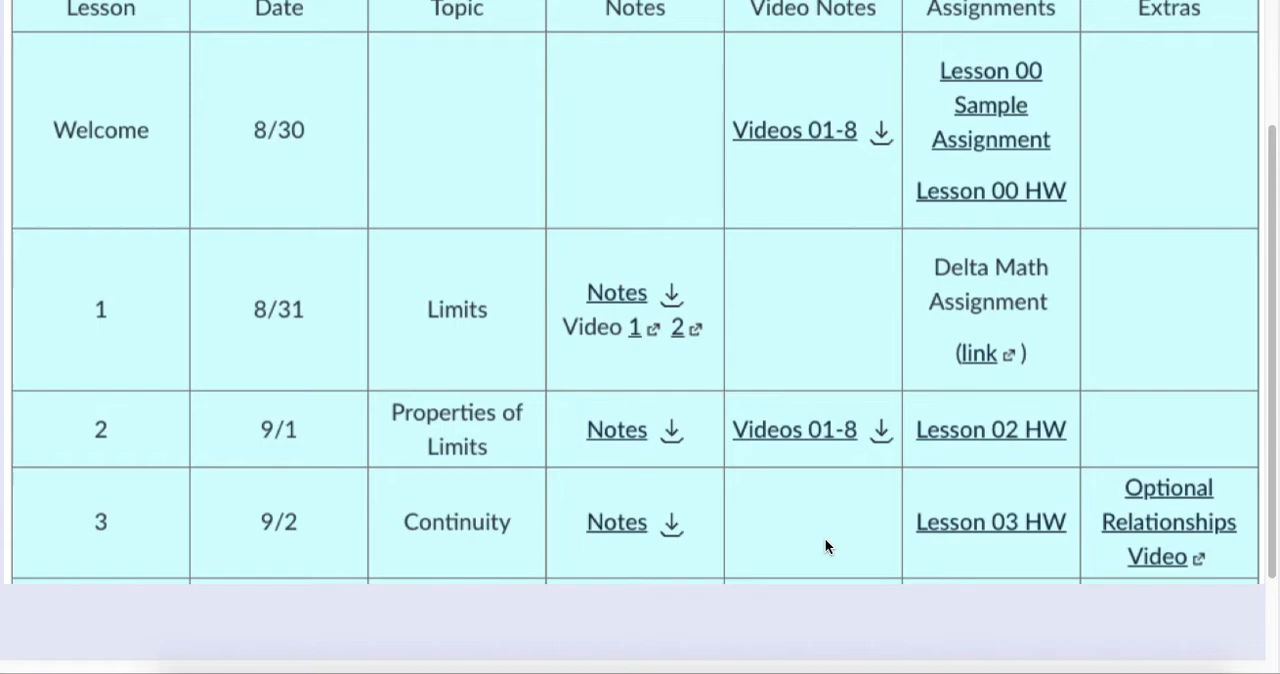 Lesson Date Topic Notes Video Notes Assignments Extras
Welcome 8/30 Videos 01-8 Lesson 00
Sample
Assignment
Lesson 00 HW
1 8/31 Limits Notes
Video 1 2
Delta Math
Assignment
(link)
2 9/1 Properties of
Limits
Notes Videos 01-8 Lesson 02 HW
3 9/2 Continuity Notes Lesson 03 HW Optional
Relationships
Video